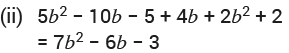 (ii) 5b² − 10b − 5 + 4b + 2b² + 2
= 7b² − 6b − 3